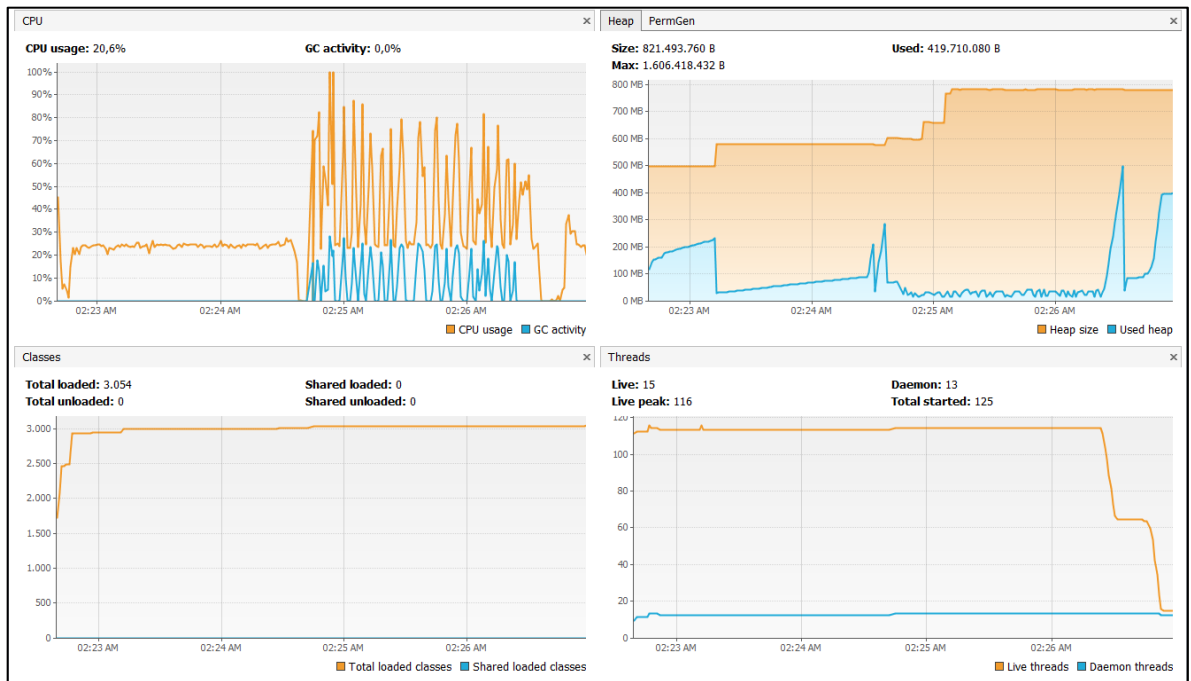 CPU
CPU usage: 20,6% GC activity: 0,0%
100%
90%
80%
70%
60%
50%
40%
30%
20%
10%
0%
02:23 AM 02:24 AM 02:25 AM 02:26 AM
CPU usage GC activity
Heap PermGen
Size: 821.493.760 B Used: 419.710.080 B
Max: 1.606.418.432 B
800 MB
700 MB
600 MB
500 MB
400 MB
300 MB
200 MB
100 MB
0 MB
02:23 AM 02:24 AM 02:25 AM 02:26 AM
Heap size Used heap
Classes
Total loaded: 3.054 Shared loaded: 0
Total unloaded: 0 Shared unloaded: 0
3.000
2.500
2.000
1.500
1.000
500
0
02:23 AM 02:24 AM 02:25 AM 02:26 AM
Total loaded classes Shared loaded classes
Threads
Live: 15 Daemon: 13
Live peak: 116 Total started: 125
120
100
80
60
40
20
0
02:23 AM 02:24 AM 02:25 AM 02:26 AM
Live threads Daemon threads